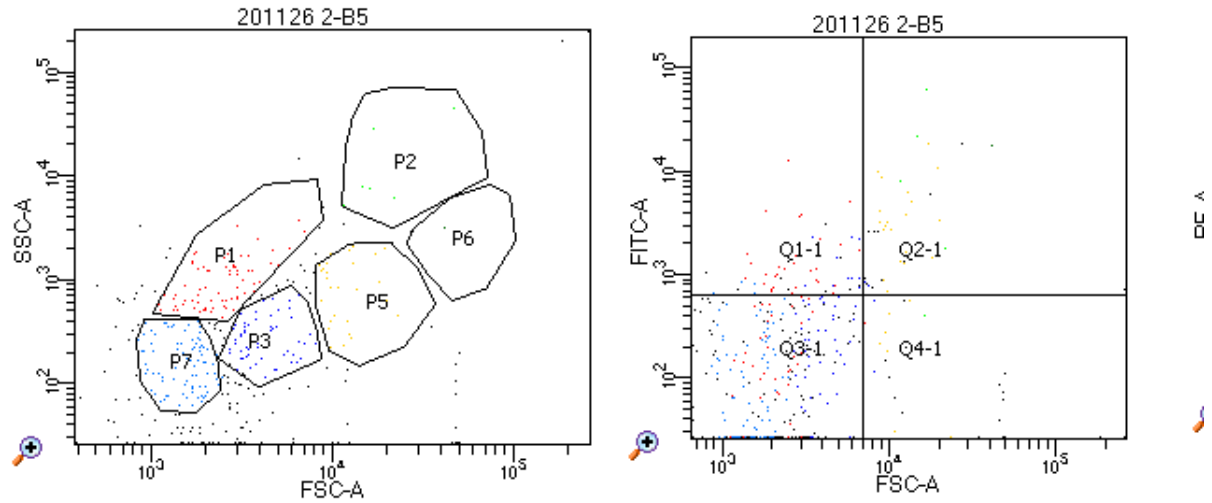 201126 2-B5
SSC-A
10^5
10^4
10^3
10^2
P2
P1
P6
P5
P3
P7
10^3
10^4
10^5
FSC-A
201126 2-B5
FITC-A
10^5
10^4
10^3
10^2
Q1-1
Q2-1
Q3-1
Q4-1
10^3
10^4
10^5
FSC-A